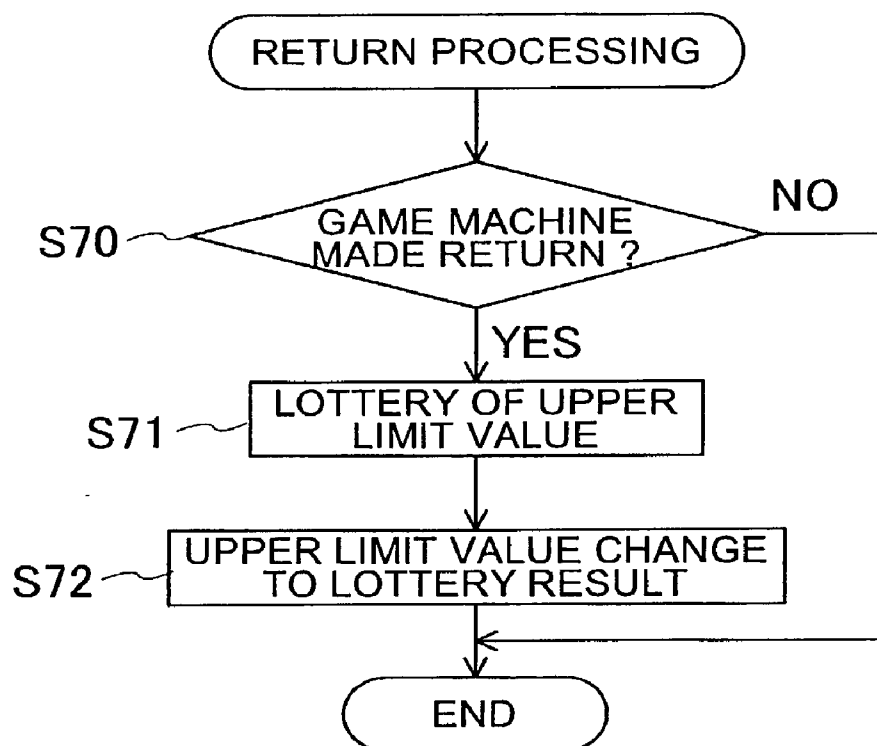 RETURN PROCESSING
S70
GAME MACHINE
MADE RETURN ?
NO
YES
S71
LOTTERY OF UPPER
LIMIT VALUE
S72
UPPER LIMIT VALUE CHANGE
TO LOTTERY RESULT
END